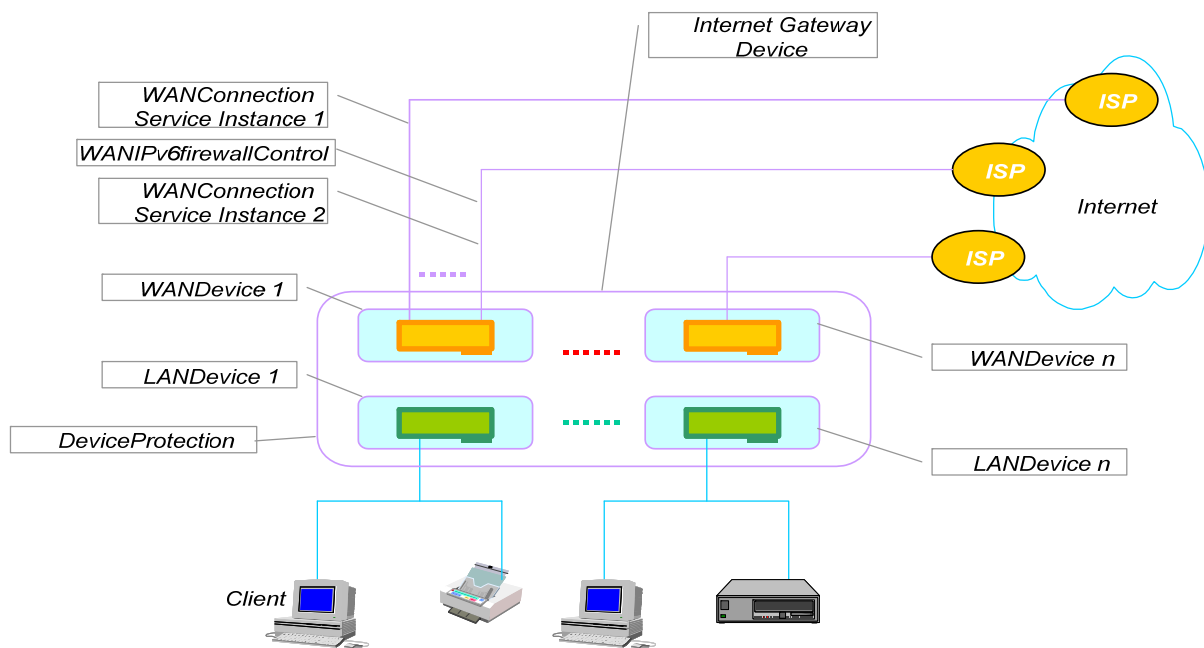 Internet Gateway
Device
WANConnection
Service Instance 1
ISP
WANIPv6firewallControl
ISP
WANConnection
Service Instance 2
Internet
ISP
WANDevice 1
WANDevice n
LANDevice 1
DeviceProtection
LANDevice n
Client